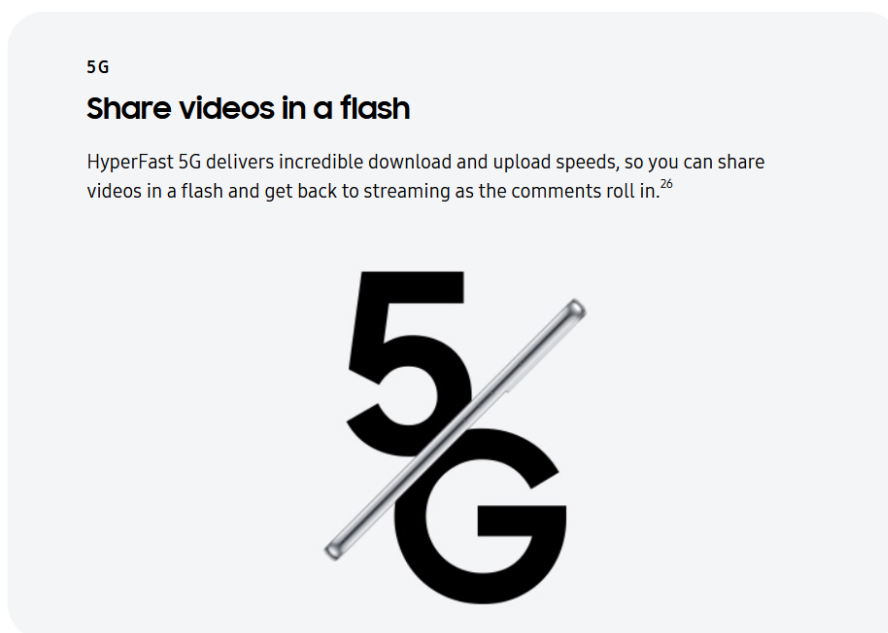 5G
Share videos in a flash
HyperFast 5G delivers incredible download and upload speeds, so you can share
videos in a flash and get back to streaming as the comments roll in.26
5
G